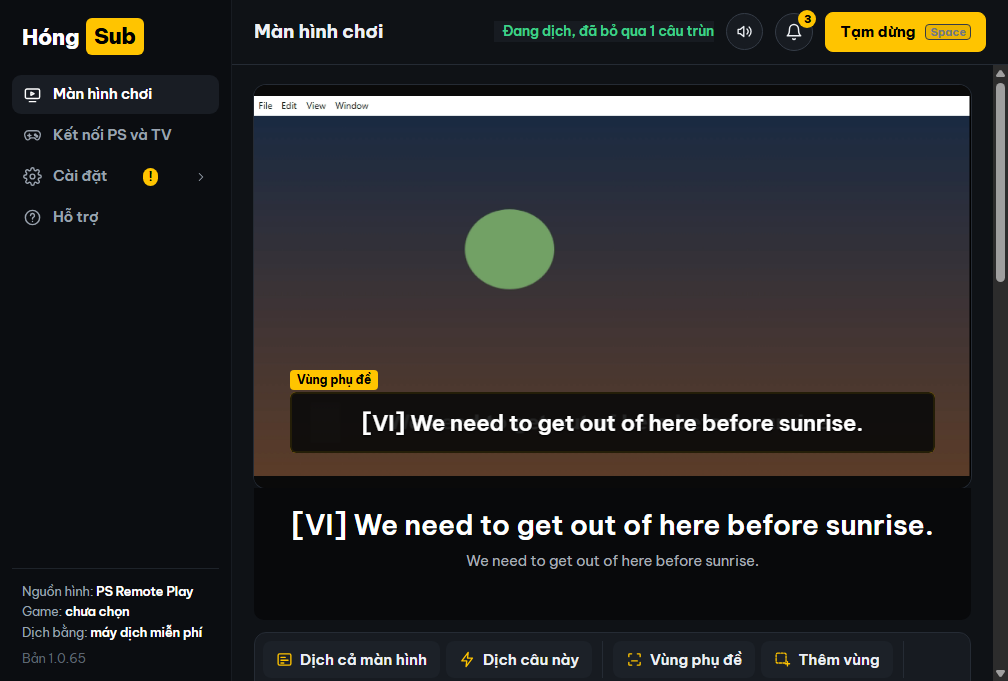 Hóng Sub
Màn hình chơi
Kết nối PS và TV
Cài đặt !
Hỗ trợ
Nguồn hình: PS Remote Play
Game: chưa chọn
Dịch bằng: máy dịch miễn phí
Bản 1.0.65
Màn hình chơi
Đang dịch, đã bỏ qua 1 câu trùn
3
Tạm dừng Space
File Edit View Window
Vùng phụ đề
[VI] We need to get out of here before sunrise.
[VI] We need to get out of here before sunrise.
We need to get out of here before sunrise.
Dịch cả màn hình
Dịch câu này
Vùng phụ đề
Thêm vùng